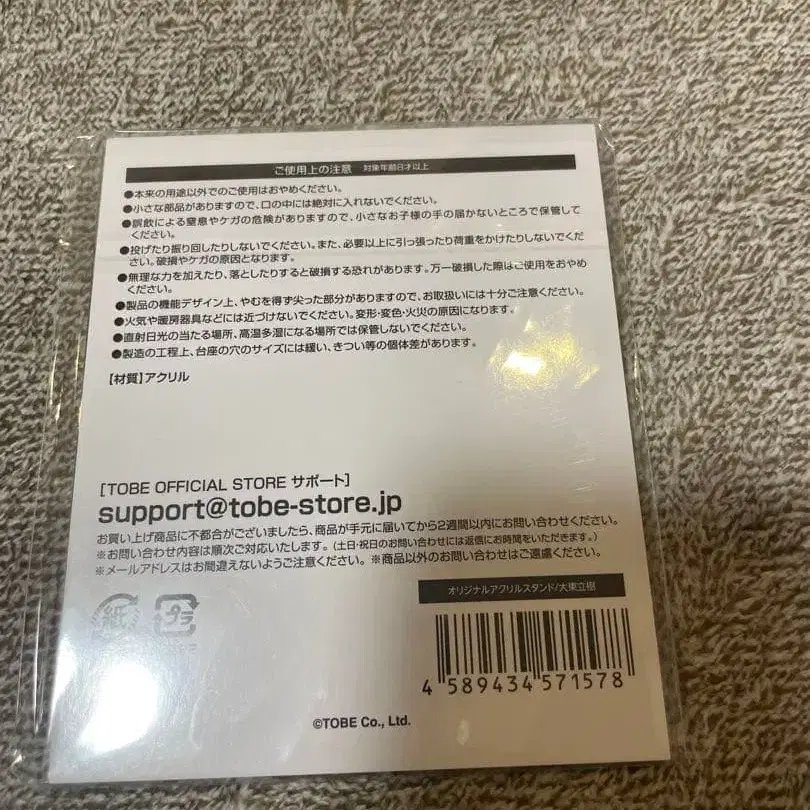 ご使用上の注意 対象年齢8才以上
●本来の用途以外でのご使用はおやめください。
●小さな部品がありますので、口の中には絶対に入れないでください。
●誤飲による窒息やケガの危険がありますので、小さなお子様の手の届かないところで保管して
ください。
●投げたり振り回したりしないでください。また、必要以上に引っ張ったり荷重をかけたりしないでくだ
さい。破損やケガの原因となります。
●無理な力を加えたり、落としたりすると破損する恐れがあります。万一破損した際はご使用をおやめ
ください。
●製品の機能デザイン上、やむを得ず尖った部分がありますので、お取扱いには十分ご注意ください。
●火気や暖房器具などには近づけないでください。変形・変色・火災の原因になります。
●直射日光の当たる場所、高温多湿になる場所では保管しないでください。
●製造の工程上、台座の穴のサイズには緩い、きつい等の個体差があります。
【材質】アクリル
[TOBE OFFICIAL STORE サポート]
support@tobe-store.jp
お買い上げ商品に不都合がございましたら、商品が手元に届いてから2週間以内にお問い合わせください。
※お問い合わせ内容は順次ご対応いたします。(土日・祝日のお問い合わせには返信にお時間をいただきます。)
※メールアドレスはお間違えないようご注意ください。※商品以外のお問い合わせはご遠慮ください。
オリジナルアクリルスタンド/大東立樹
紙 プラ
4 589434 571578
©TOBE Co., Ltd.